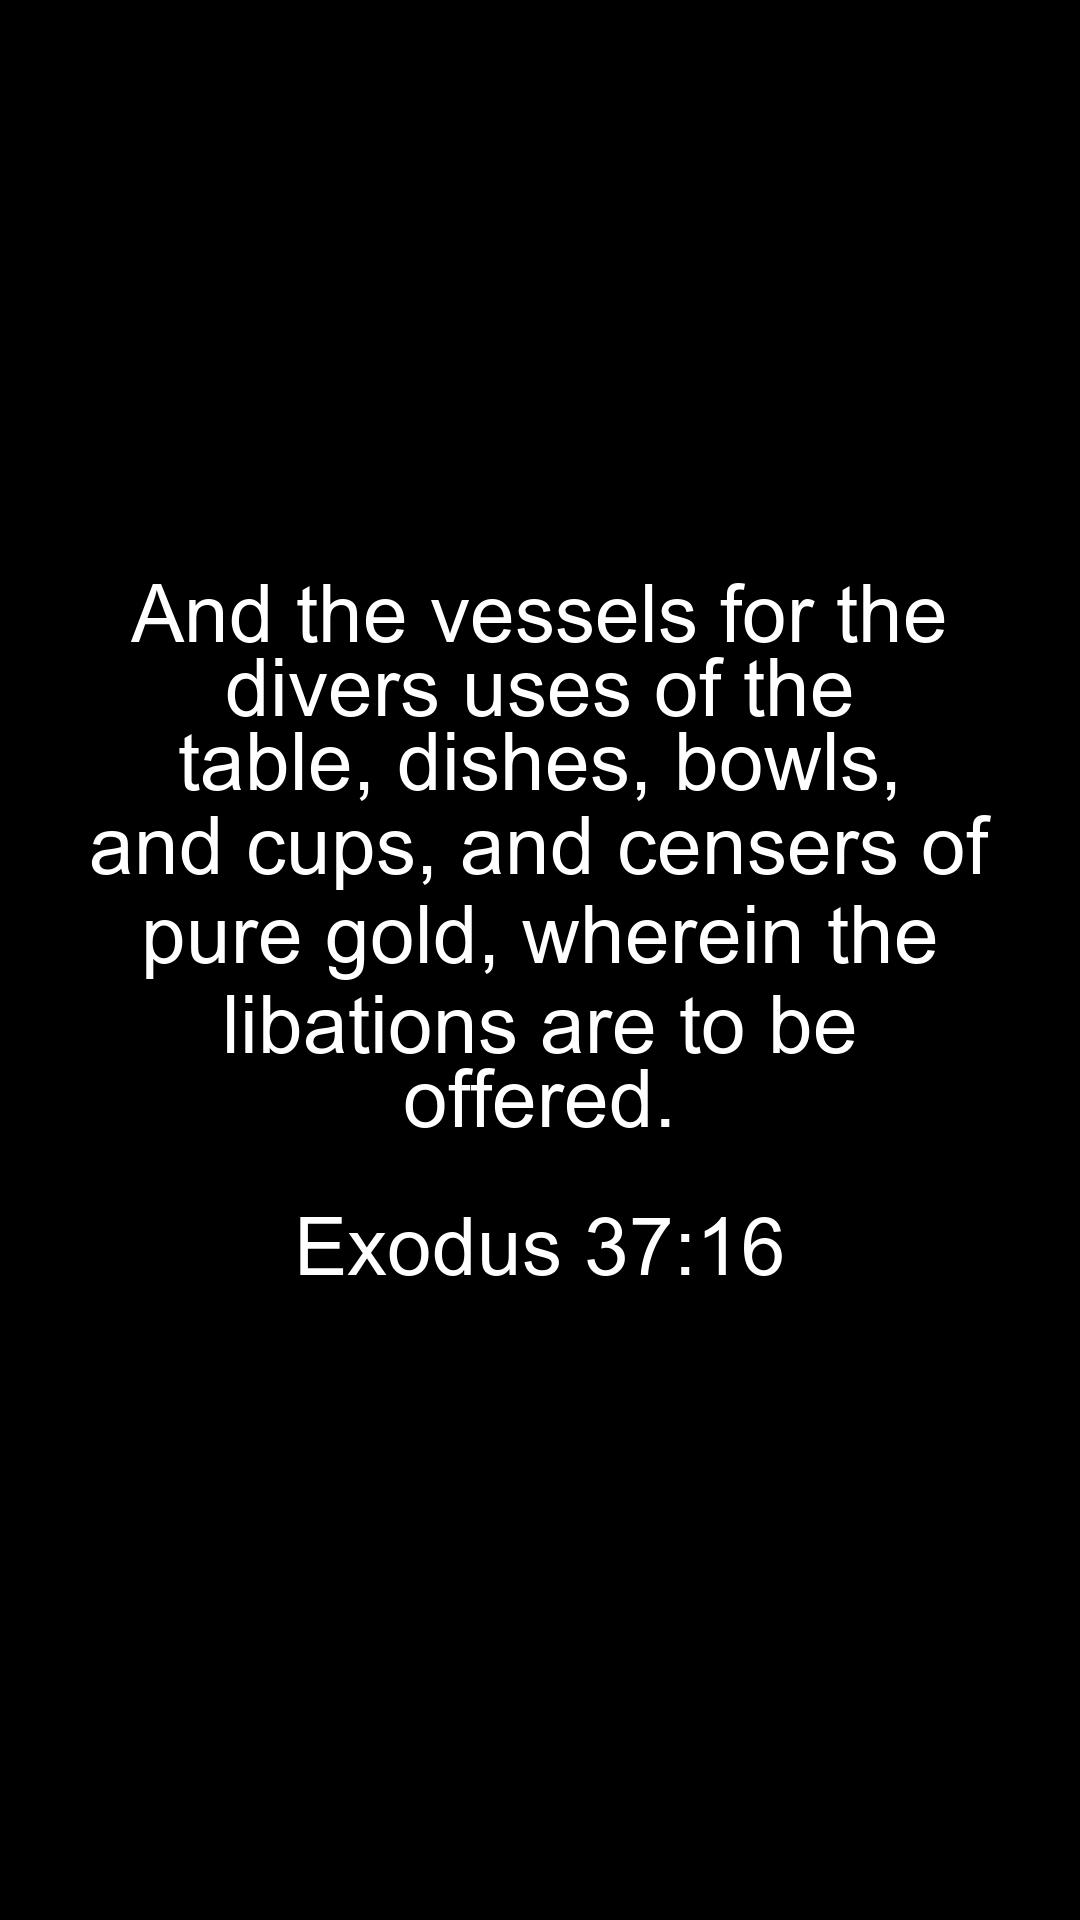 And the vessels for the
divers uses of the
table, dishes, bowls,
and cups, and censers of
pure gold, wherein the
libations are to be
offered.
Exodus 37:16